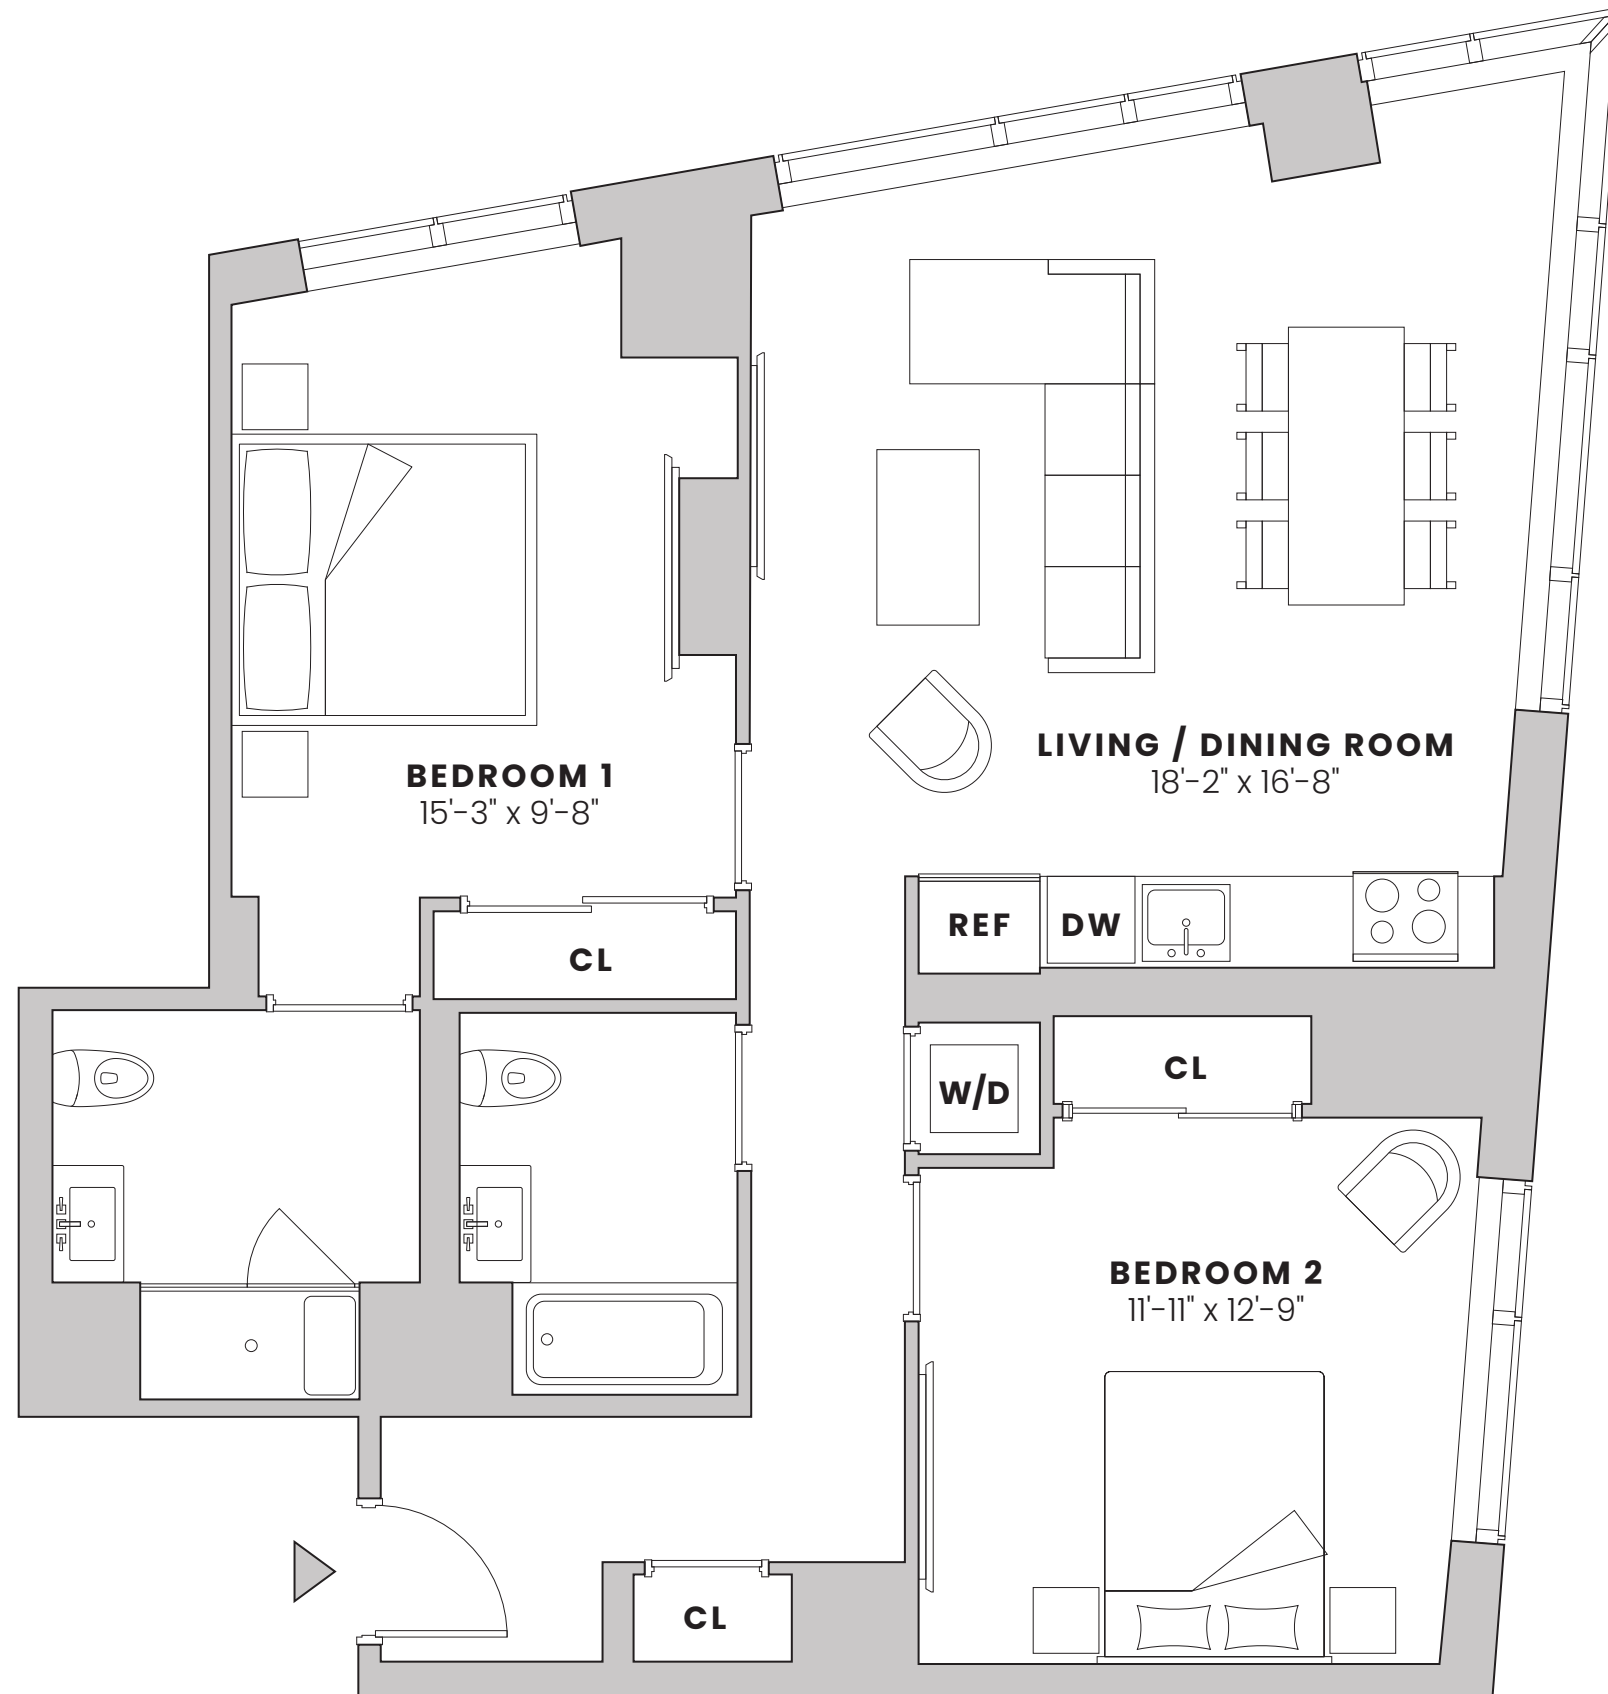 BEDROOM 1
15'-3" x 9'-8"
LIVING / DINING ROOM
18'-2" x 16'-8"
REF
DW
CL
CL
W/D
BEDROOM 2
11'-11" x 12'-9"
CL